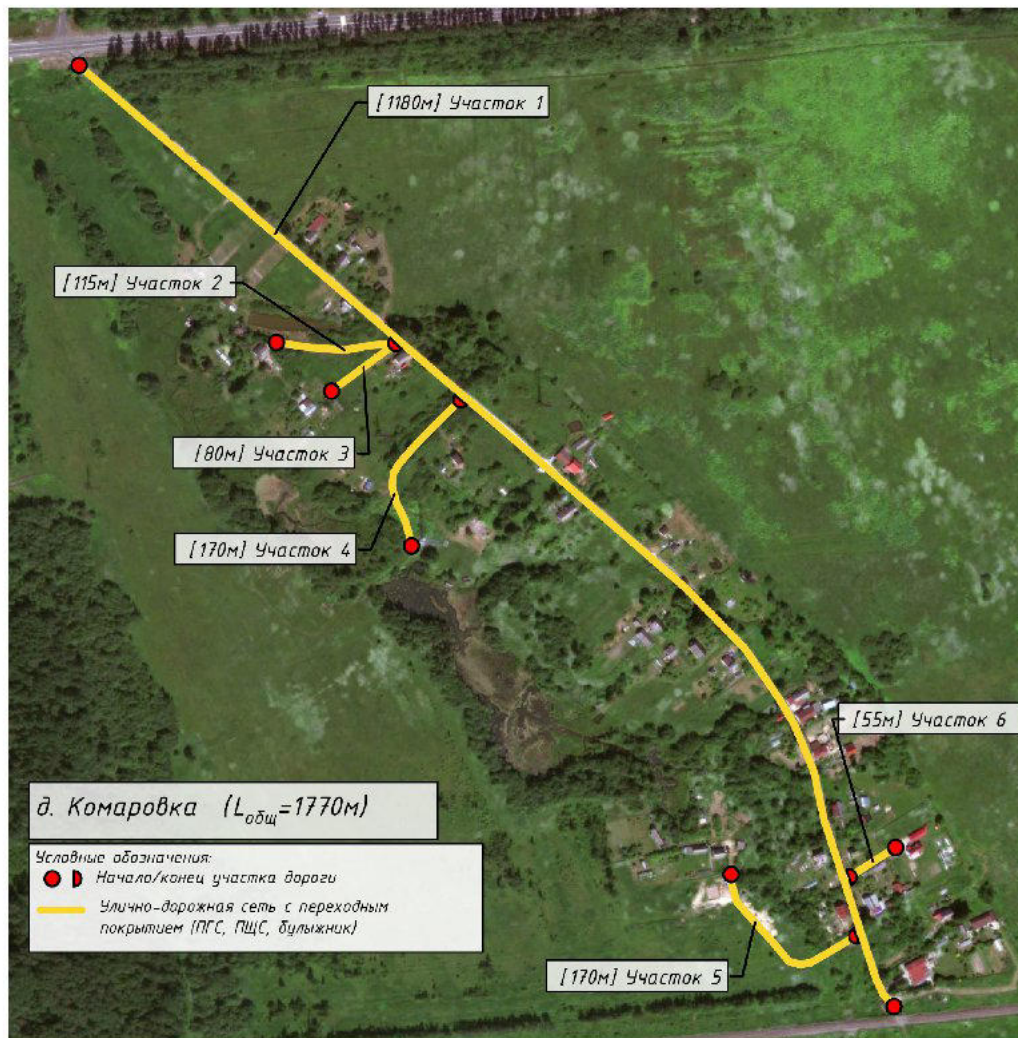 [1180м] Участок 1
[115м] Участок 2
[80м] Участок 3
[170м] Участок 4
[55м] Участок 6
д. Комаровка (Lобщ=1770м)
Условные обозначения:
Начало/конец участка дороги
Улично-дорожная сеть с переходным
покрытием (ПГС, ПЩС, булыжник)
[170м] Участок 5